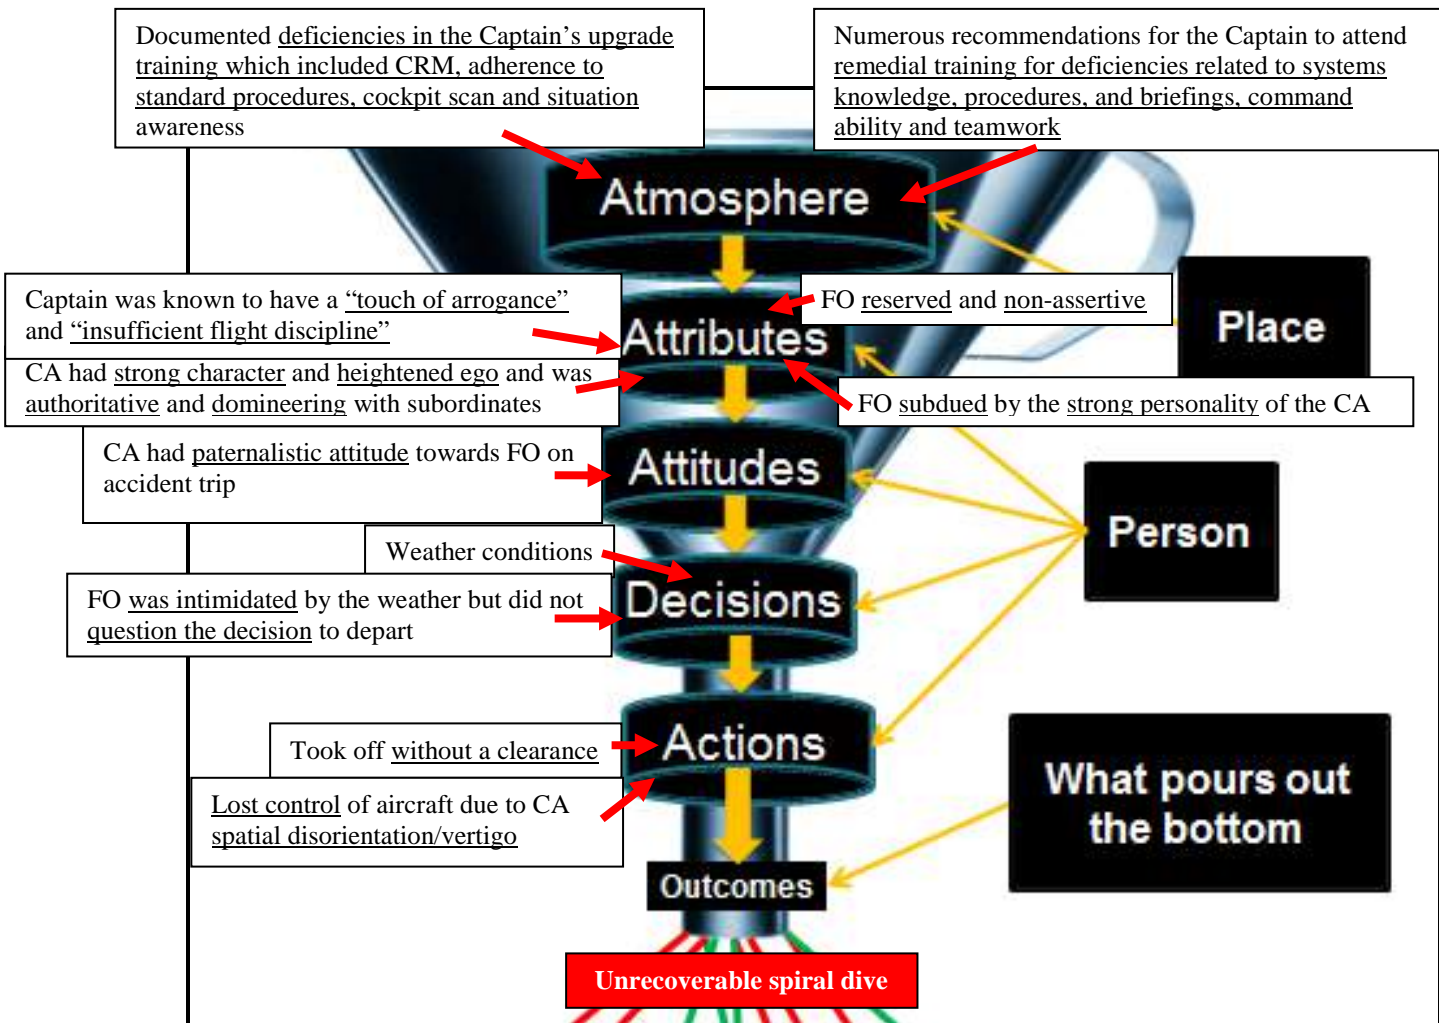 Documented deficiencies in the Captain’s upgrade
training which included CRM, adherence to
standard procedures, cockpit scan and situation
awareness
Numerous recommendations for the Captain to attend
remedial training for deficiencies related to systems
knowledge, procedures, and briefings, command
ability and teamwork
Atmosphere
Captain was known to have a “touch of arrogance”
and “insufficient flight discipline”
FO reserved and non-assertive
Attributes
Place
CA had strong character and heightened ego and was
authoritative and domineering with subordinates
FO subdued by the strong personality of the CA
CA had paternalistic attitude towards FO on
accident trip
Attitudes
Person
Weather conditions
FO was intimidated by the weather but did not
question the decision to depart
Decisions
Took off without a clearance
Actions
Lost control of aircraft due to CA
spatial disorientation/vertigo
What pours out
the bottom
Outcomes
Unrecoverable spiral dive